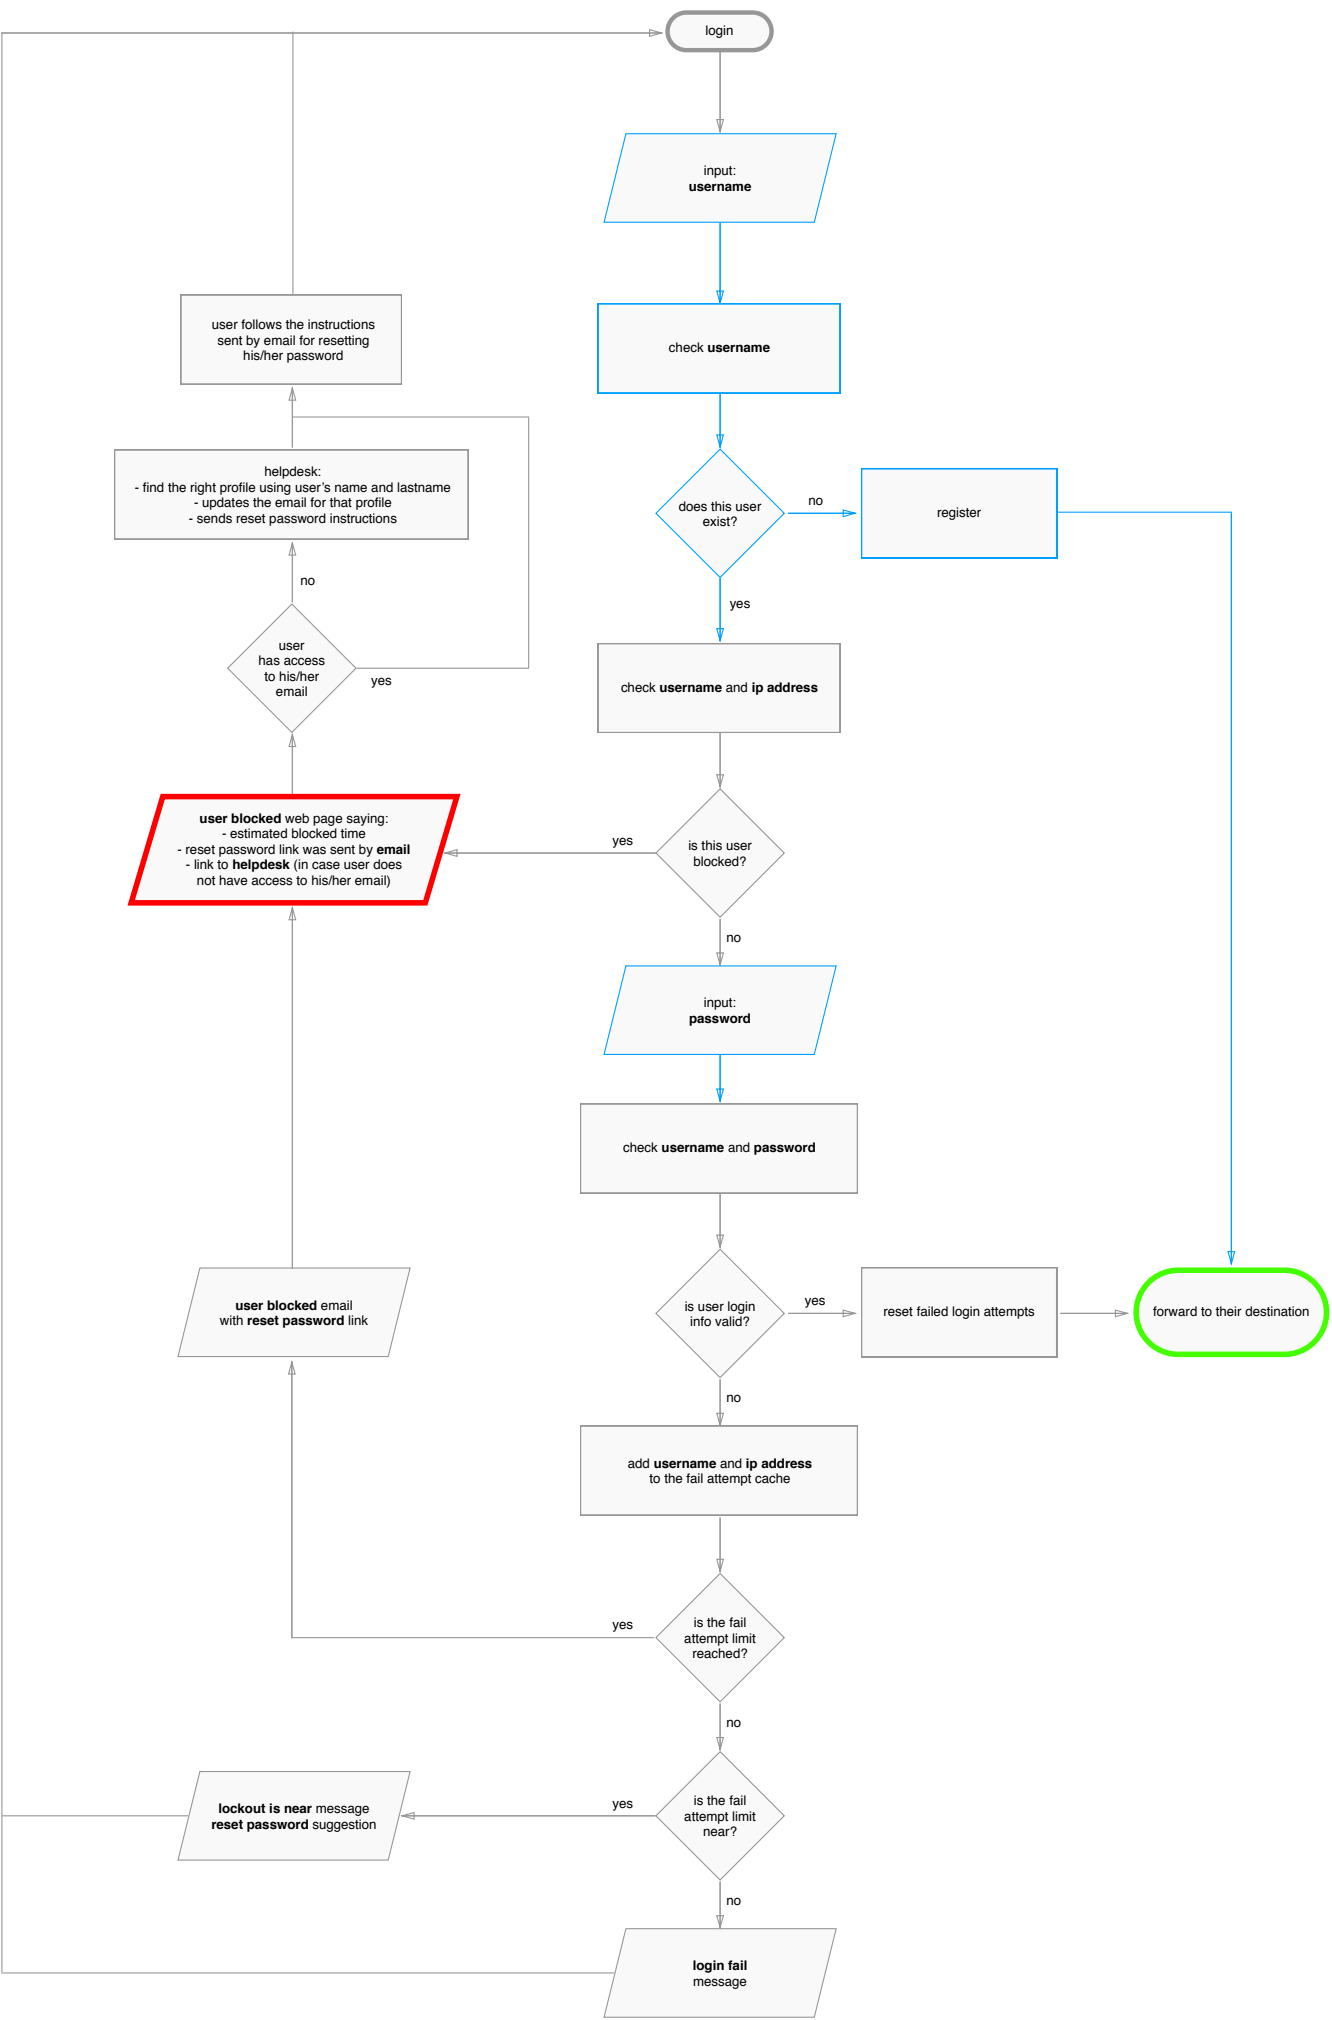 login
input:
username
user follows the instructions
sent by email for resetting
his/her password
check username
helpdesk:
- find the right profile using user's name and lastname
- updates the email for that profile
- sends reset password instructions
does this user
exist?
no
register
no
yes
user
has access
to his/her
email
yes
check username and ip address
user blocked web page saying:
- estimated blocked time
- reset password link was sent by email
- link to helpdesk (in case user does
not have access to his/her email)
yes
is this user
blocked?
no
input:
password
check username and password
user blocked email
with reset password link
is user login
info valid?
yes
reset failed login attempts
forward to their destination
no
add username and ip address
to the fail attempt cache
yes
is the fail
attempt limit
reached?
no
lockout is near message
reset password suggestion
yes
is the fail
attempt limit
near?
no
login fail
message